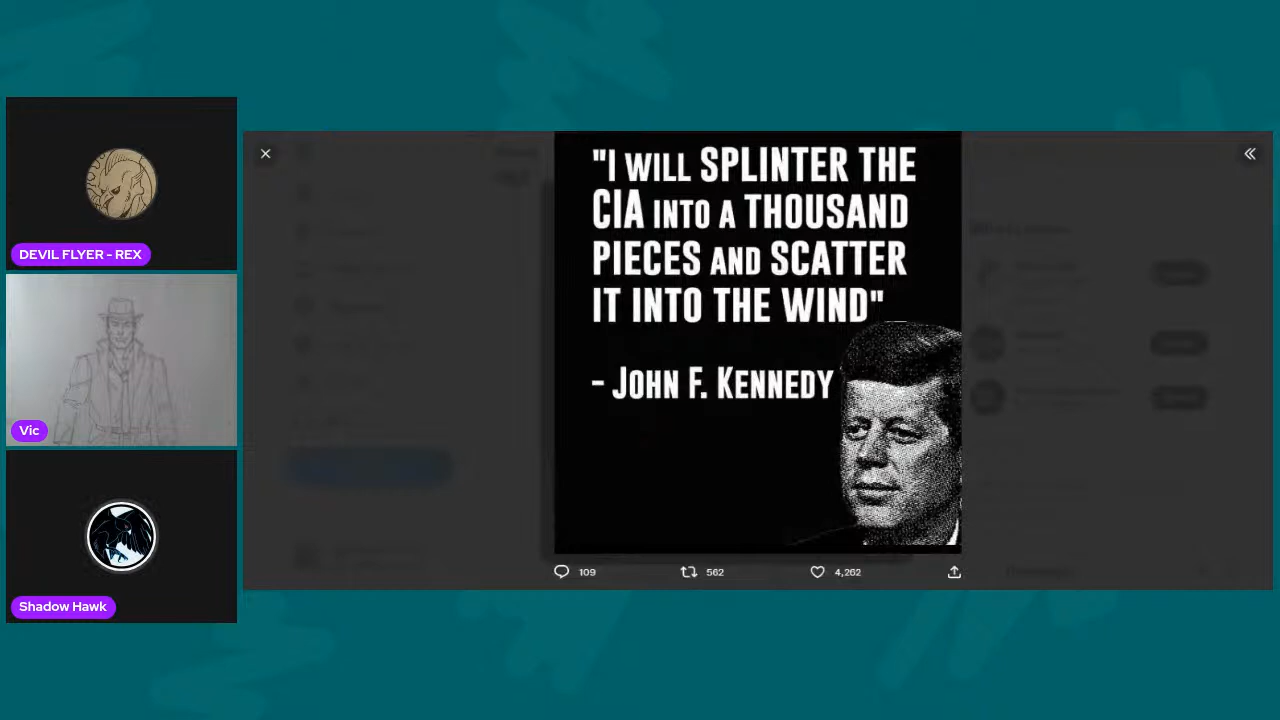 DEVIL FLYER - REX
Vic
Shadow Hawk
"I WILL SPLINTER THE
CIA INTO A THOUSAND
PIECES AND SCATTER
IT INTO THE WIND"
- JOHN F. KENNEDY
109
562
4,262